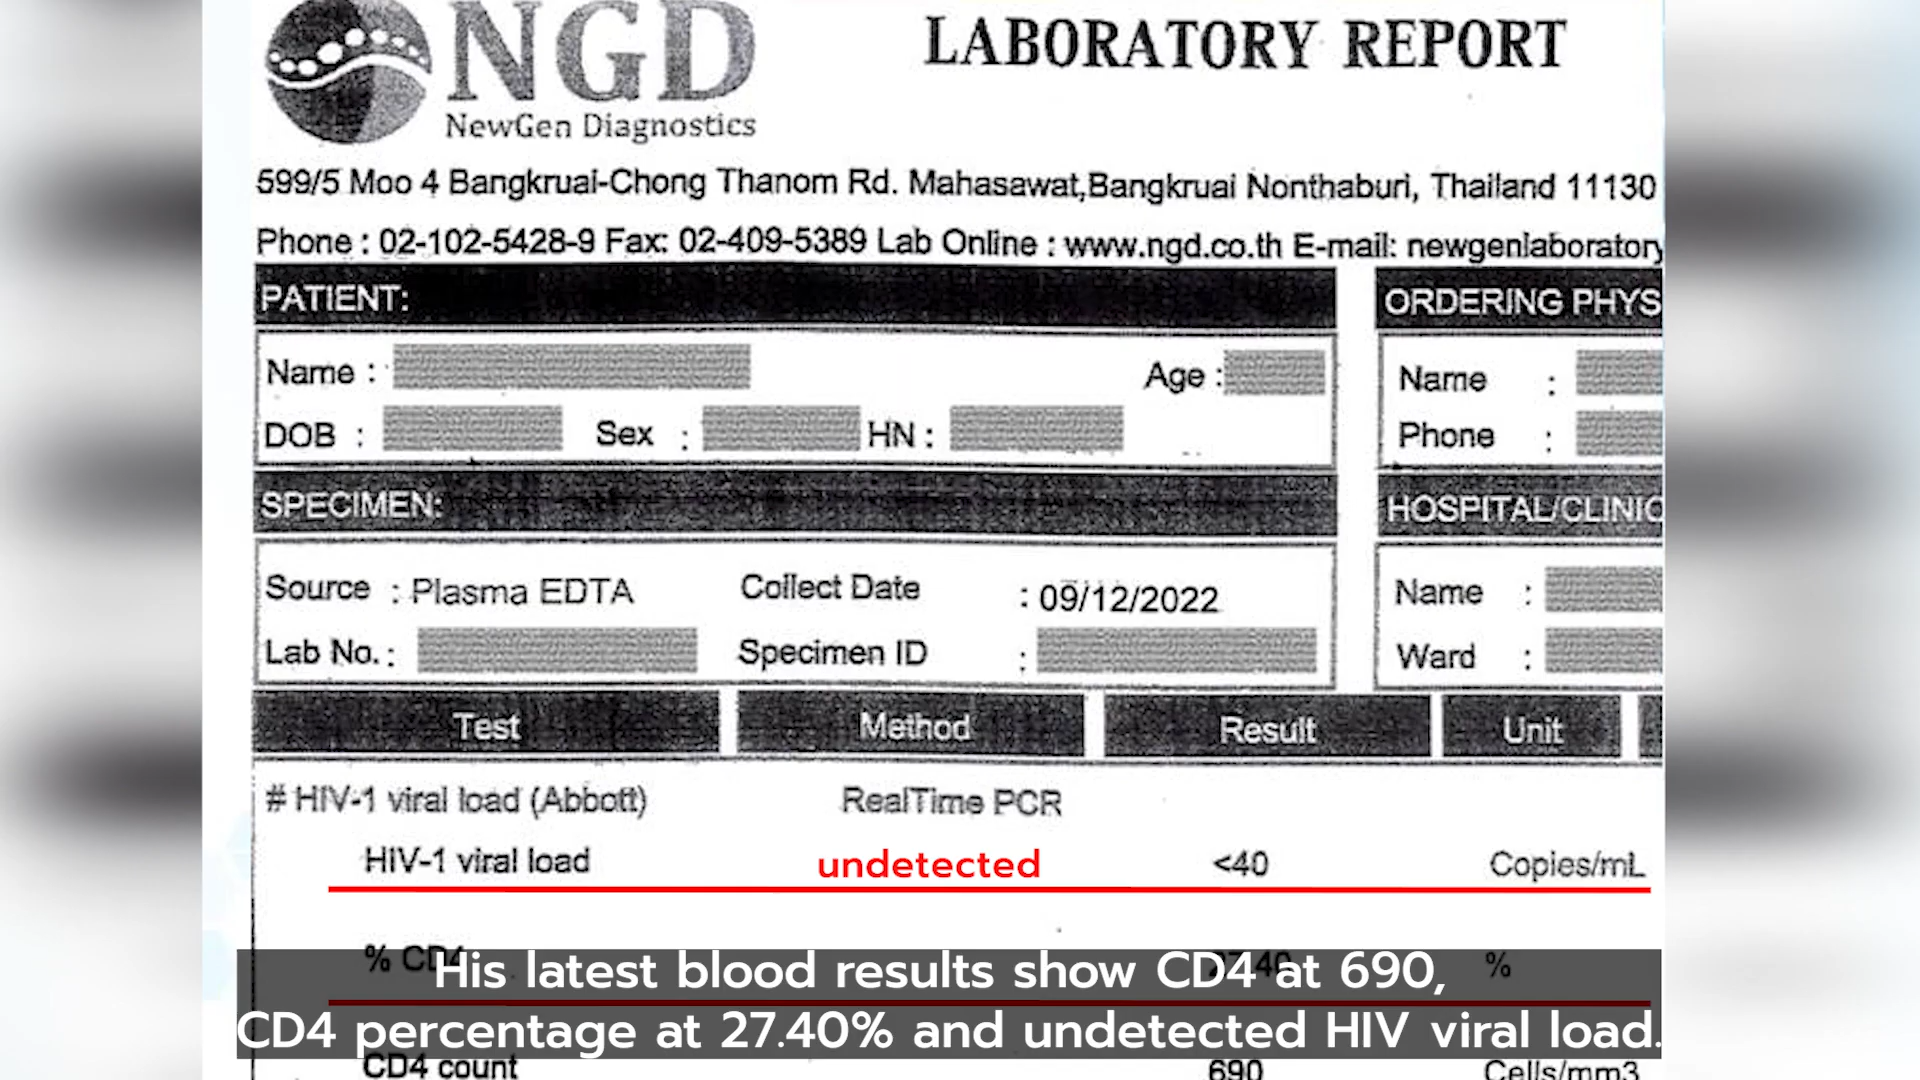 NGD
NewGen Diagnostics
LABORATORY REPORT
599/5 Moo 4 Bangkruai-Chong Thanom Rd. Mahasawat,Bangkruai Nonthaburi, Thailand 11130
Phone : 02-102-5428-9 Fax: 02-409-5389 Lab Online : www.ngd.co.th E-mail: newgenlaboratory
PATIENT: ORDERING PHYS
Name : Age : Name :
DOB : Sex : HN : Phone :
SPECIMEN: HOSPITAL/CLINIC
Source : Plasma EDTA Collect Date : 09/12/2022 Name :
Lab No. : Specimen ID : Ward :
Test Method Result Unit
# HIV-1 viral load (Abbott) RealTime PCR
HIV-1 viral load undetected <40 Copies/mL
% CD4 27.40 %
His latest blood results show CD4 at 690,
CD4 percentage at 27.40% and undetected HIV viral load.
CD4 count 690 Cells/mm3